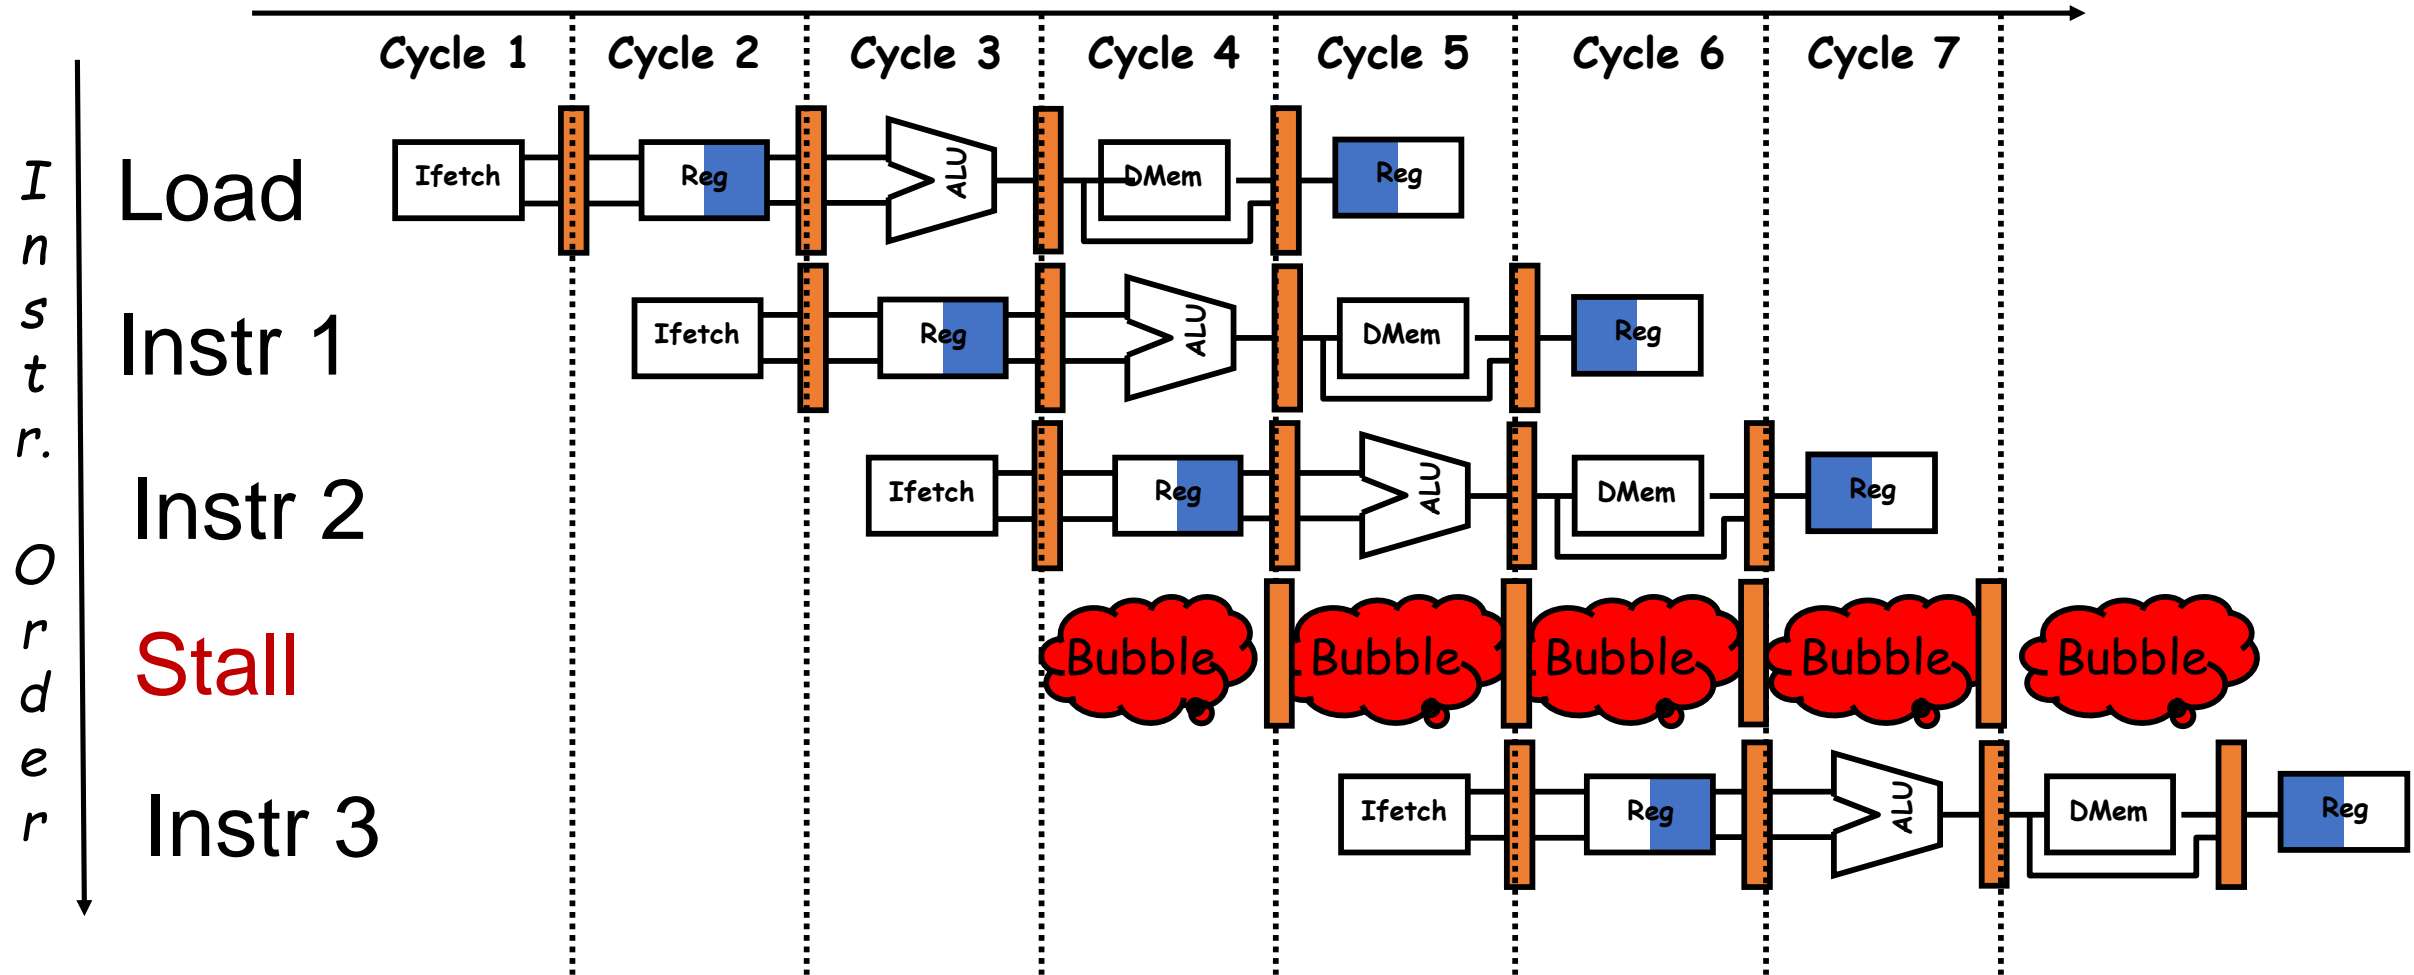 Cycle 1 Cycle 2 Cycle 3 Cycle 4 Cycle 5 Cycle 6 Cycle 7
Instr. Order
Load Ifetch Reg ALU DMem Reg
Instr 1 Ifetch Reg ALU DMem Reg
Instr 2 Ifetch Reg ALU DMem Reg
Stall Bubble Bubble Bubble Bubble Bubble
Instr 3 Ifetch Reg ALU DMem Reg